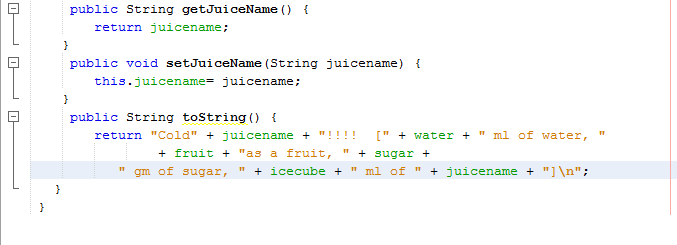 public String getJuiceName() {
return juicename;
}
public void setJuiceName(String juicename) {
this.juicename= juicename;
}
public String toString() {
return "Cold" + juicename + "!!!!  [" + water + " ml of water, "
+ fruit + "as a fruit, " + sugar +
" gm of sugar, " + icecube + " ml of " + juicename + "]\n";
}
}